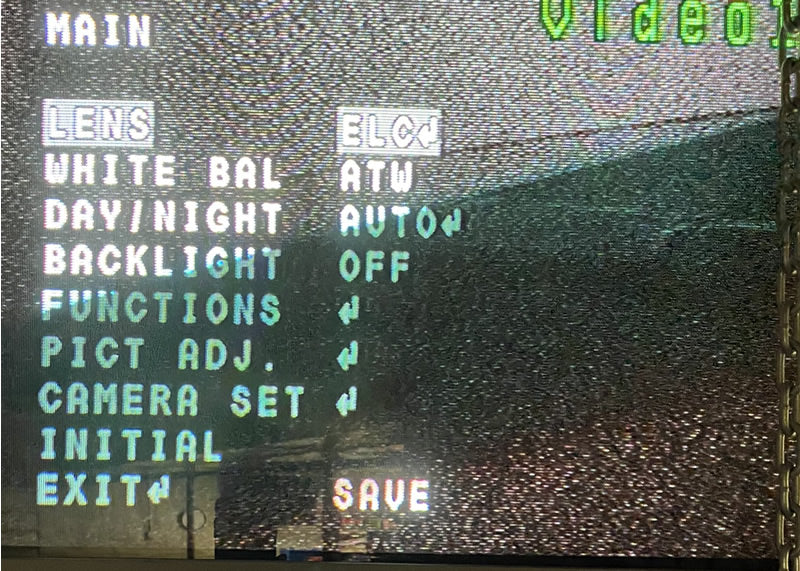 MAIN
Video1
LENS ELC↵
WHITE BAL ATW
DAY/NIGHT AUTO↵
BACKLIGHT OFF
FUNCTIONS ↵
PICT ADJ. ↵
CAMERA SET ↵
INITIAL
EXIT↵ SAVE